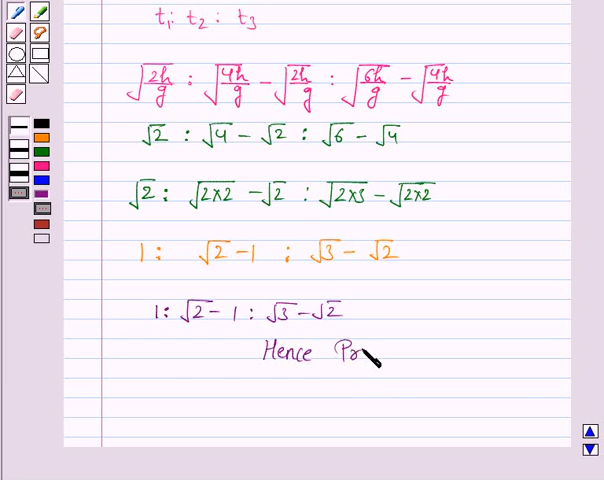 t₁: t₂ : t₃
√(2h/g) : √(4h/g) − √(2h/g) : √(6h/g) − √(4h/g)
√2 : √4 − √2 : √6 − √4
√2 : √(2×2) − √2 : √(2×3) − √(2×2)
1 : √2 − 1 : √3 − √2
1 : √2 − 1 : √3 − √2
Hence Pr